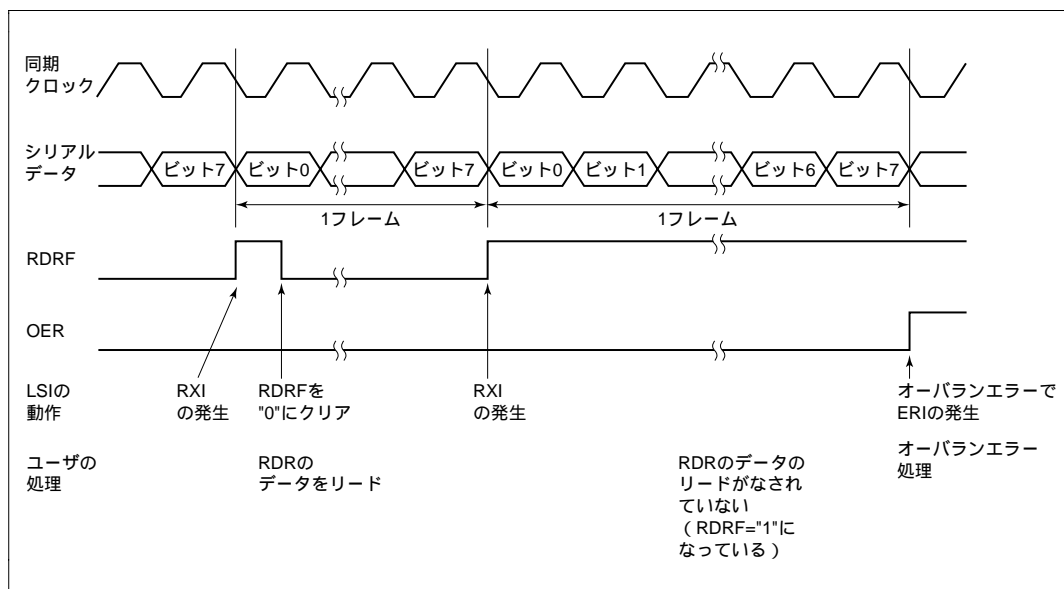 同期
クロック
シリアル
データ
ビット7
ビット0
ビット7
ビット0
ビット1
ビット6
ビット7
1フレーム
1フレーム
RDRF
OER
LSIの
動作
RXI
の発生
RDRFを
"0"にクリア
RXI
の発生
オーバランエラーで
ERIの発生
ユーザの
処理
RDRの
データをリード
RDRのデータの
リードがなされ
ていない
（RDRF="1"に
なっている）
オーバランエラー
処理